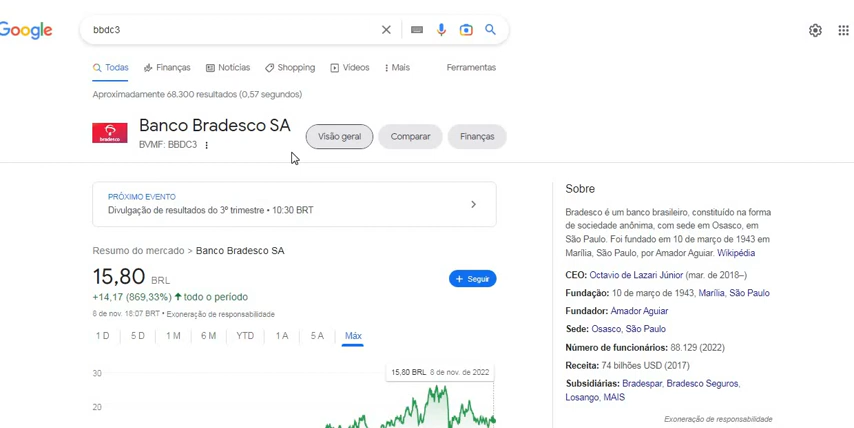 Google
bbdc3
Todas
Finanças
Notícias
Shopping
Vídeos
Mais
Ferramentas
Aproximadamente 68.300 resultados (0,57 segundos)
bradesco
Banco Bradesco SA
BVMF: BBDC3
Visão geral
Comparar
Finanças
PRÓXIMO EVENTO
Divulgação de resultados do 3º trimestre • 10:30 BRT
Resumo do mercado > Banco Bradesco SA
15,80 BRL
+ Seguir
+14,17 (869,33%) ↑ todo o período
8 de nov. 18:07 BRT • Exoneração de responsabilidade
1 D
5 D
1 M
6 M
YTD
1 A
5 A
Máx
15,80 BRL 8 de nov. de 2022
30
20
Sobre
Bradesco é um banco brasileiro, constituído na forma
de sociedade anônima, com sede em Osasco, em
São Paulo. Foi fundado em 10 de março de 1943 em
Marília, São Paulo, por Amador Aguiar. Wikipédia
CEO: Octavio de Lazari Júnior (mar. de 2018–)
Fundação: 10 de março de 1943, Marília, São Paulo
Fundador: Amador Aguiar
Sede: Osasco, São Paulo
Número de funcionários: 88.129 (2022)
Receita: 74 bilhões USD (2017)
Subsidiárias: Bradespar, Bradesco Seguros,
Losango, MAIS
Exoneração de responsabilidade